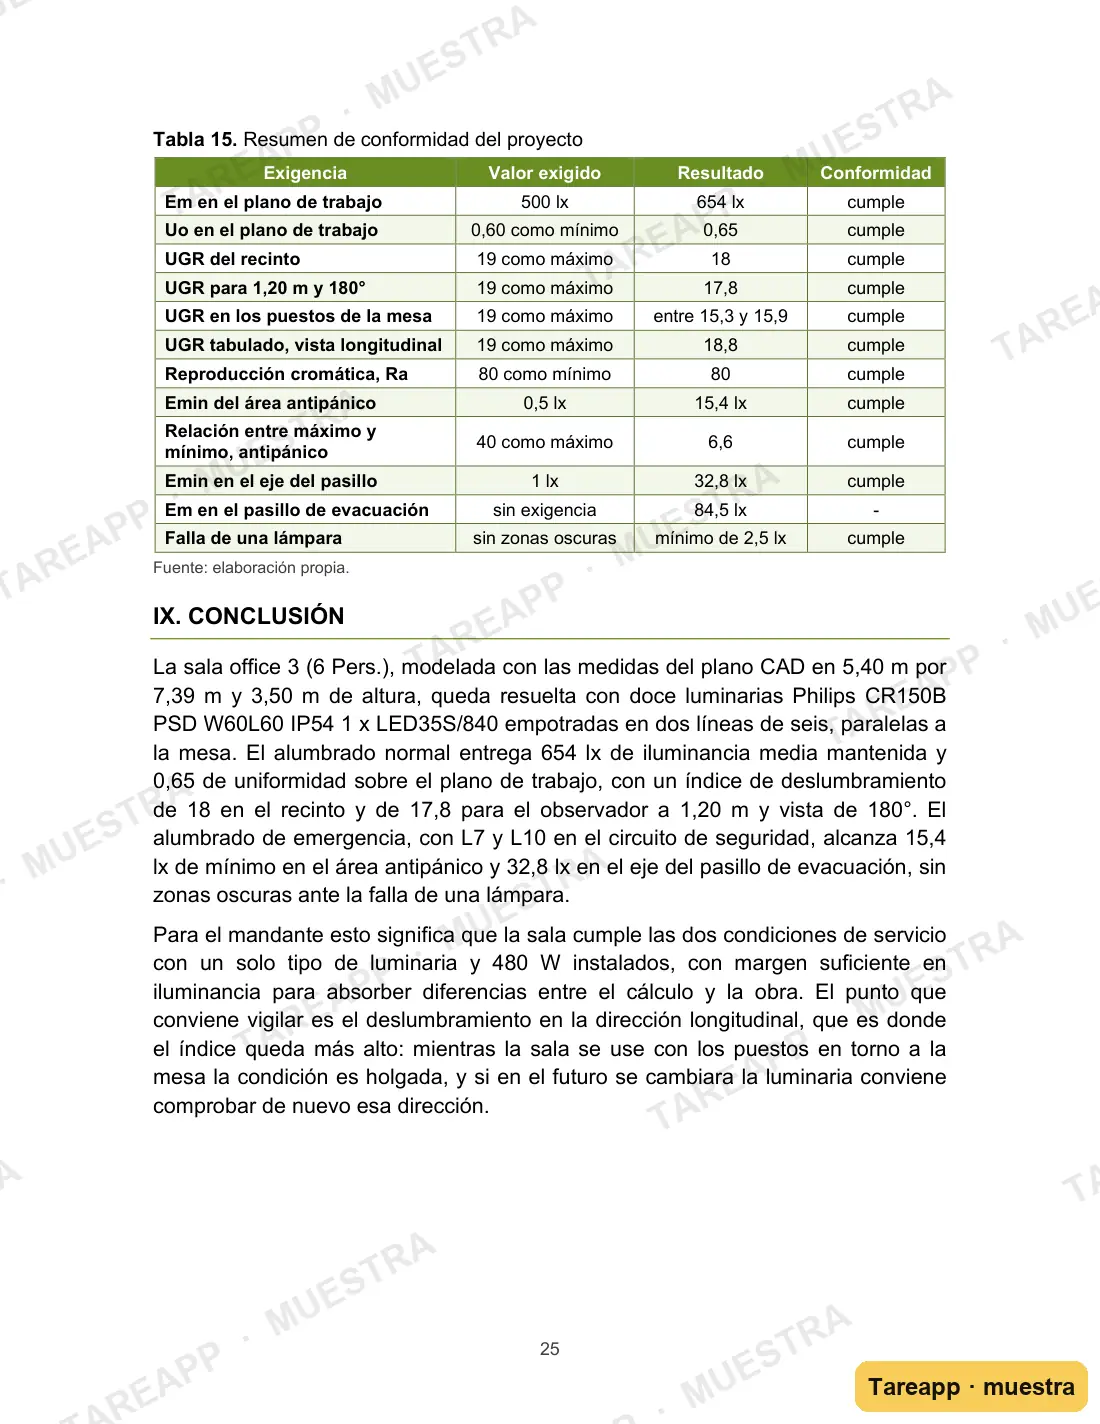 Tabla 15. Resumen de conformidad del proyecto
Exigencia Valor exigido Resultado Conformidad
Em en el plano de trabajo 500 lx 654 lx cumple
Uo en el plano de trabajo 0,60 como mínimo 0,65 cumple
UGR del recinto 19 como máximo 18 cumple
UGR para 1,20 m y 180° 19 como máximo 17,8 cumple
UGR en los puestos de la mesa 19 como máximo entre 15,3 y 15,9 cumple
UGR tabulado, vista longitudinal 19 como máximo 18,8 cumple
Reproducción cromática, Ra 80 como mínimo 80 cumple
Emin del área antipánico 0,5 lx 15,4 lx cumple
Relación entre máximo y
mínimo, antipánico 40 como máximo 6,6 cumple
Emin en el eje del pasillo 1 lx 32,8 lx cumple
Em en el pasillo de evacuación sin exigencia 84,5 lx -
Falla de una lámpara sin zonas oscuras mínimo de 2,5 lx cumple
Fuente: elaboración propia.
IX. CONCLUSIÓN
La sala office 3 (6 Pers.), modelada con las medidas del plano CAD en 5,40 m por
7,39 m y 3,50 m de altura, queda resuelta con doce luminarias Philips CR150B
PSD W60L60 IP54 1 x LED35S/840 empotradas en dos líneas de seis, paralelas a
la mesa. El alumbrado normal entrega 654 lx de iluminancia media mantenida y
0,65 de uniformidad sobre el plano de trabajo, con un índice de deslumbramiento
de 18 en el recinto y de 17,8 para el observador a 1,20 m y vista de 180°. El
alumbrado de emergencia, con L7 y L10 en el circuito de seguridad, alcanza 15,4
lx de mínimo en el área antipánico y 32,8 lx en el eje del pasillo de evacuación, sin
zonas oscuras ante la falla de una lámpara.
Para el mandante esto significa que la sala cumple las dos condiciones de servicio
con un solo tipo de luminaria y 480 W instalados, con margen suficiente en
iluminancia para absorber diferencias entre el cálculo y la obra. El punto que
conviene vigilar es el deslumbramiento en la dirección longitudinal, que es donde
el índice queda más alto: mientras la sala se use con los puestos en torno a la
mesa la condición es holgada, y si en el futuro se cambiara la luminaria conviene
comprobar de nuevo esa dirección.
25
Tareapp · muestra
TAREAPP · MUESTRA